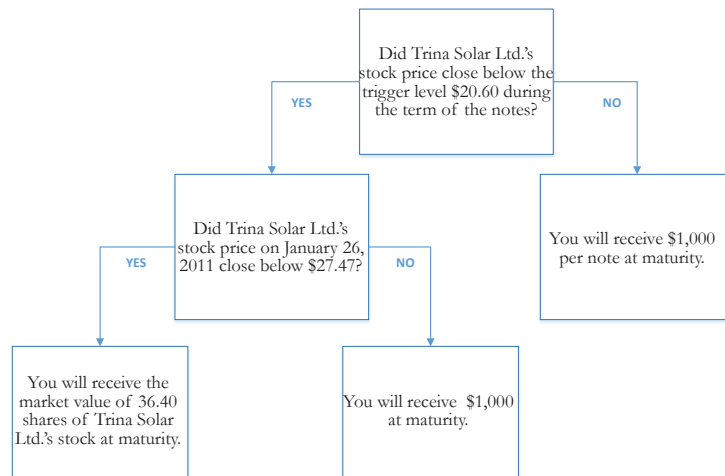 Did Trina Solar Ltd.'s
stock price close below the
trigger level $20.60 during
the term of the notes?
YES
NO
Did Trina Solar Ltd.'s
stock price on January 26,
2011 close below $27.47?
You will receive $1,000
per note at maturity.
YES
NO
You will receive the
market value of 36.40
shares of Trina Solar
Ltd.'s stock at maturity.
You will receive $1,000
at maturity.